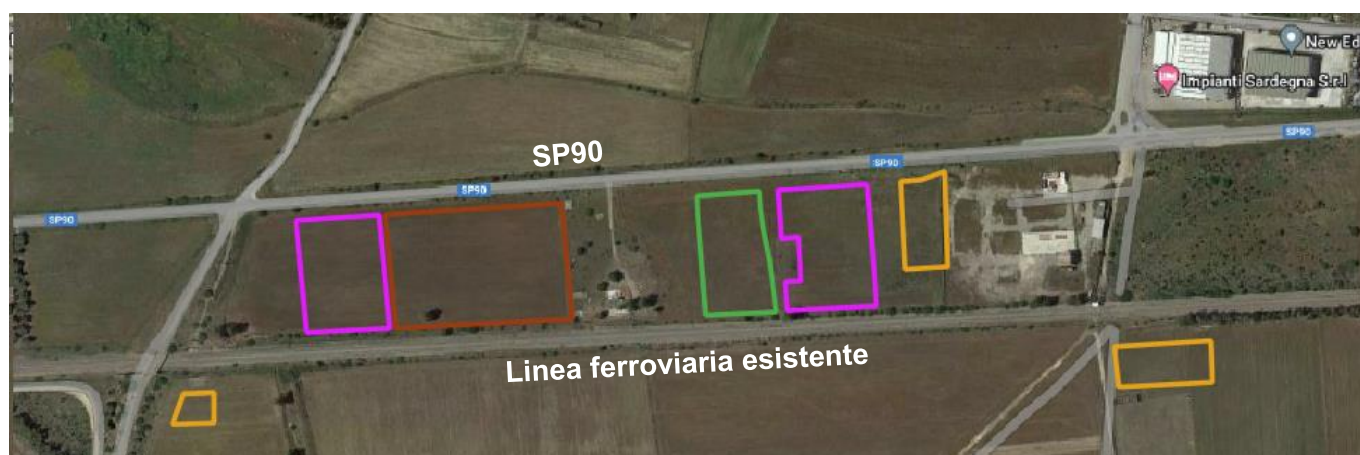 New Ed
Impianti Sardegna S.r.l
SP90
SP90
SP90
SP90
SP90
Linea ferroviaria esistente